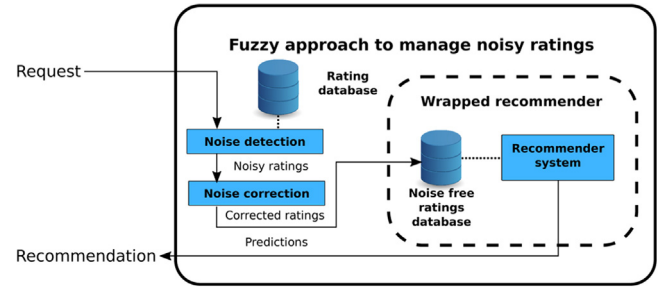 Fuzzy approach to manage noisy ratings
Request
Rating
database
Wrapped recommender
Noise detection
Noisy ratings
Recommender
system
Noise correction
Noise free
ratings
database
Corrected ratings
Predictions
Recommendation